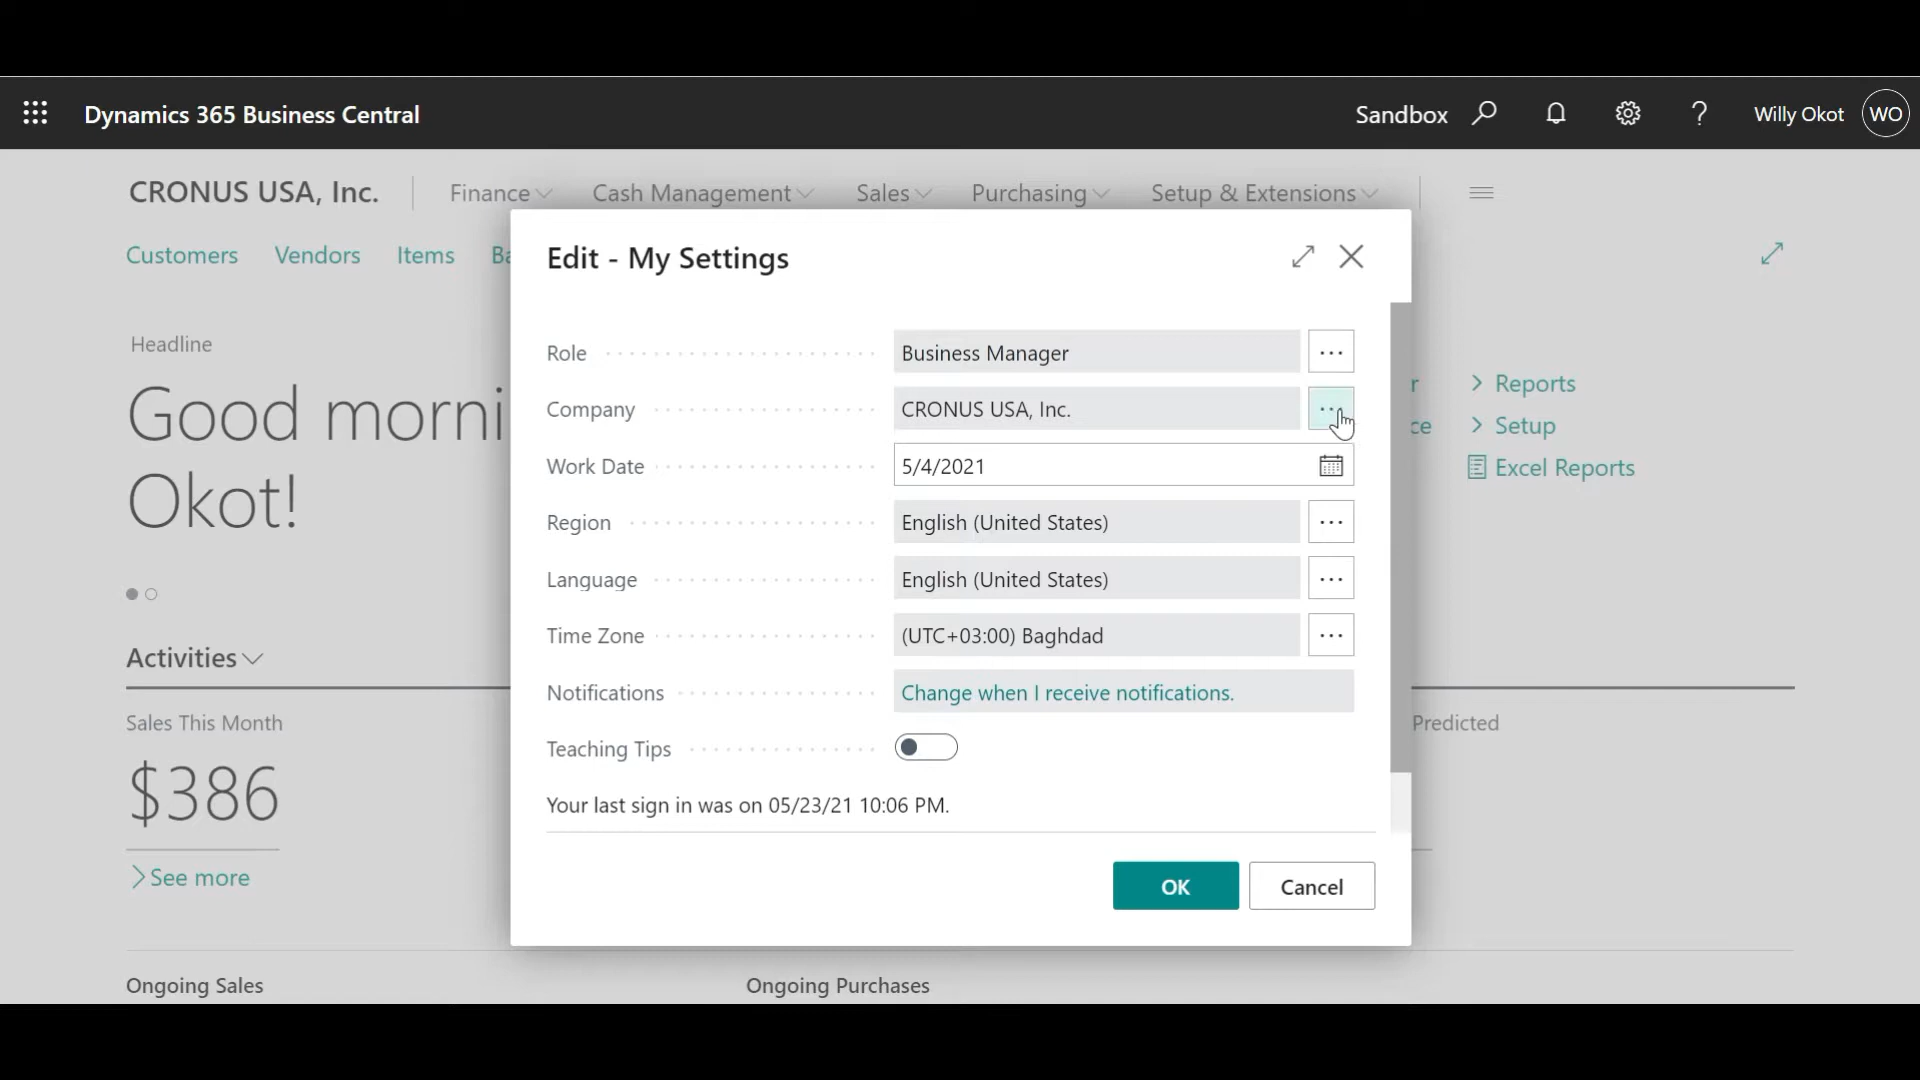 Dynamics 365 Business Central
Sandbox
Willy Okot
WO
CRONUS USA, Inc.
Finance
Cash Management
Sales
Purchasing
Setup & Extensions
Customers
Vendors
Items
Edit - My Settings
Headline
Good morni
Okot!
Role
Business Manager
Company
CRONUS USA, Inc.
Work Date
5/4/2021
Region
English (United States)
Language
English (United States)
Time Zone
(UTC+03:00) Baghdad
Notifications
Change when I receive notifications.
Teaching Tips
Your last sign in was on 05/23/21 10:06 PM.
OK
Cancel
Reports
Setup
Excel Reports
Activities
Sales This Month
$386
See more
Predicted
Ongoing Sales
Ongoing Purchases